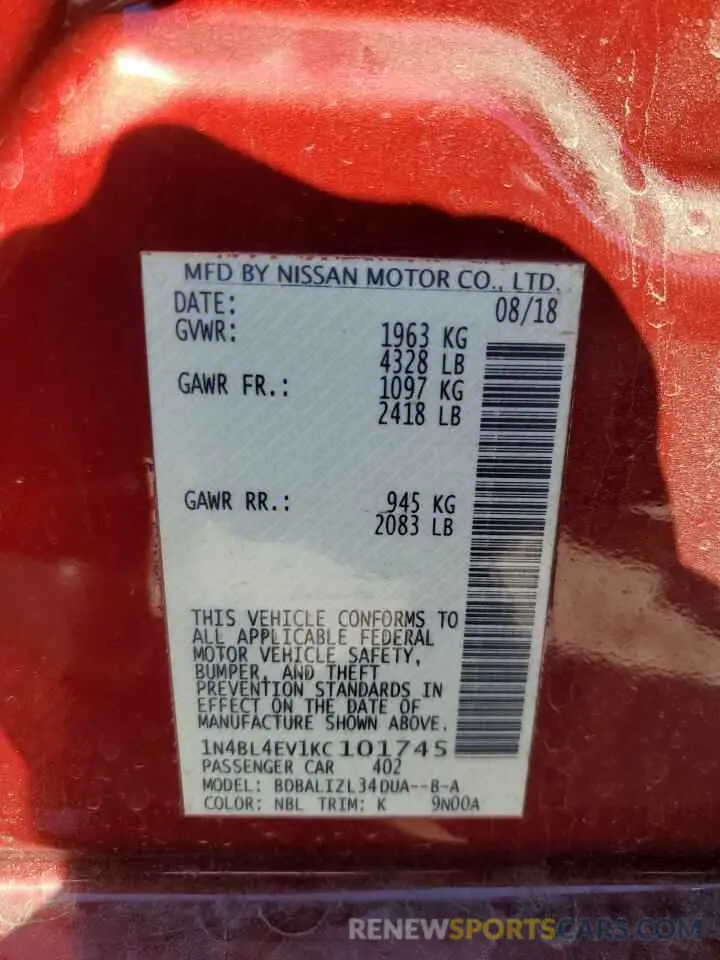 MFD BY NISSAN MOTOR CO., LTD.
DATE: 08/18
GVWR: 1963 KG
4328 LB
GAWR FR.: 1097 KG
2418 LB
GAWR RR.: 945 KG
2083 LB
THIS VEHICLE CONFORMS TO
ALL APPLICABLE FEDERAL
MOTOR VEHICLE SAFETY,
BUMPER, AND THEFT
PREVENTION STANDARDS IN
EFFECT ON THE DATE OF
MANUFACTURE SHOWN ABOVE.
1N4BL4EV1KC101745
PASSENGER CAR 402
MODEL: BDBALIZL34DUA--B-A
COLOR: NBL TRIM: K 9N00A
RENEWSPORTSCARS.COM